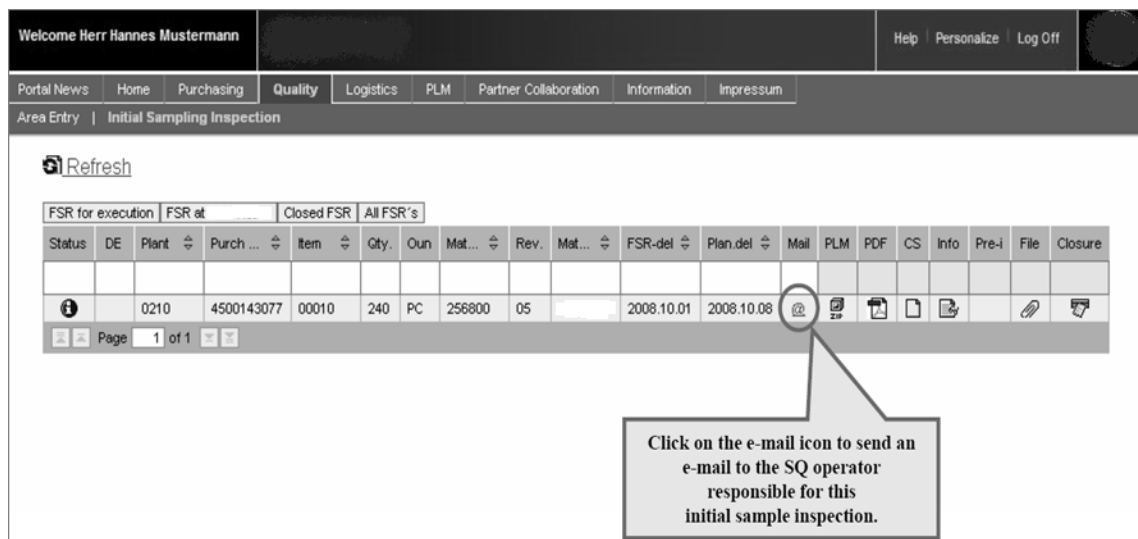 Welcome Herr Hannes Mustermann
Help Personalize Log Off
Portal News Home Purchasing Quality Logistics PLM Partner Collaboration Information Impressum
Area Entry | Initial Sampling Inspection
Refresh
FSR for execution FSR at Closed FSR All FSR´s
Status DE Plant Purch ... Item Qty. Oun Mat... Rev. Mat... FSR-del Plan.del Mail PLM PDF CS Info Pre-i File Closure
0210 4500143077 00010 240 PC 256800 05 2008.10.01 2008.10.08 @ ZIP
Page 1 of 1
Click on the e-mail icon to send an
e-mail to the SQ operator
responsible for this
initial sample inspection.